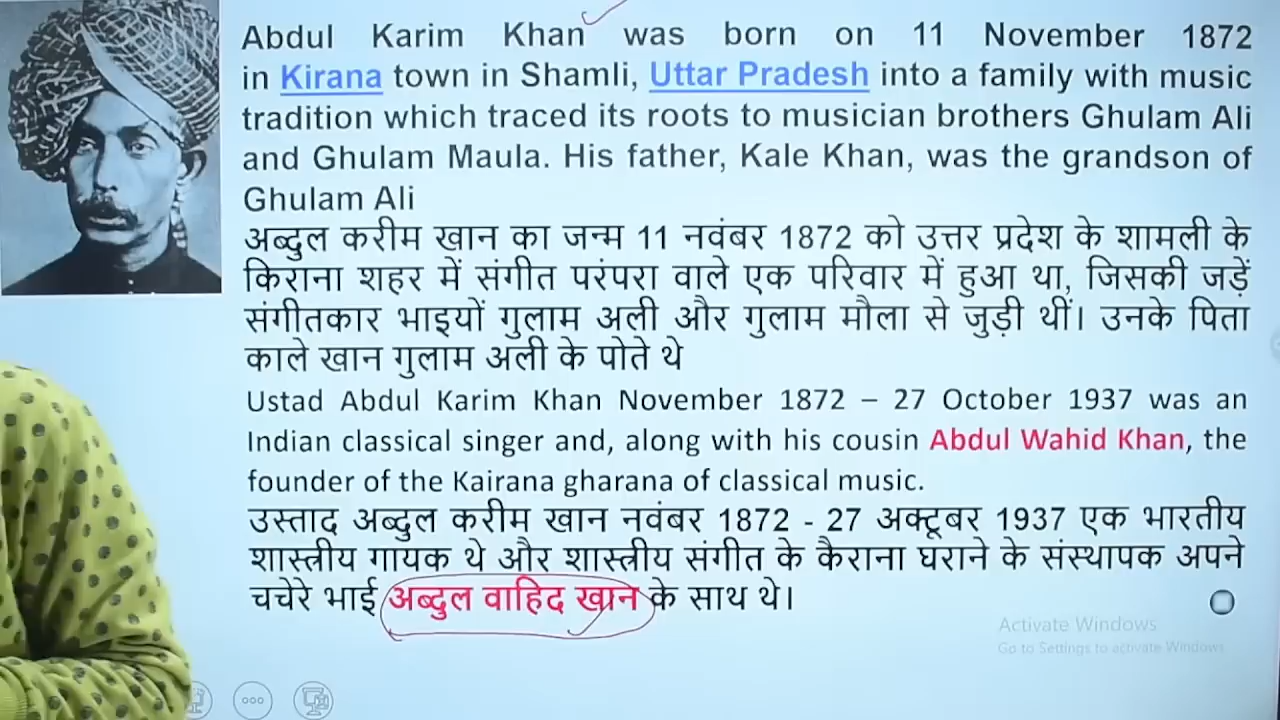 Abdul Karim Khan was born on 11 November 1872
in Kirana town in Shamli, Uttar Pradesh into a family with music
tradition which traced its roots to musician brothers Ghulam Ali
and Ghulam Maula. His father, Kale Khan, was the grandson of
Ghulam Ali
अब्दुल करीम खान का जन्म 11 नवंबर 1872 को उत्तर प्रदेश के शामली के
किराना शहर में संगीत परंपरा वाले एक परिवार में हुआ था, जिसकी जड़ें
संगीतकार भाइयों गुलाम अली और गुलाम मौला से जुड़ी थीं। उनके पिता
काले खान गुलाम अली के पोते थे
Ustad Abdul Karim Khan November 1872 – 27 October 1937 was an
Indian classical singer and, along with his cousin Abdul Wahid Khan, the
founder of the Kairana gharana of classical music.
उस्ताद अब्दुल करीम खान नवंबर 1872 - 27 अक्टूबर 1937 एक भारतीय
शास्त्रीय गायक थे और शास्त्रीय संगीत के कैराना घराने के संस्थापक अपने
चचेरे भाई अब्दुल वाहिद खान के साथ थे।
Activate Windows
Go to Settings to activate Windows.